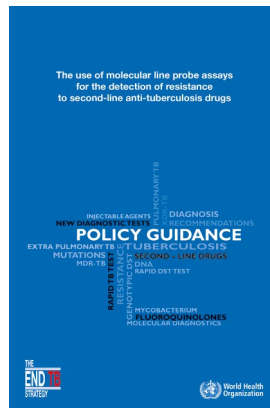 The use of molecular line probe assays
for the detection of resistance
to second-line anti-tuberculosis drugs
PULMONARY TB
XDR-TB
INJECTABLE AGENTS
DIAGNOSIS
NEW DIAGNOSTIC TESTS
RECOMMENDATIONS
POLICY GUIDANCE
EXTRA PULMONARY TB
TUBERCULOSIS
MUTATIONS
SECOND - LINE DRUGS
MDR-TB
DNA
RAPID DST TEST
RAPID TB TEST
RESISTANCE
GENOTYPIC DST
MYCOBACTERIUM
FLUOROQUINOLONES
MOLECULAR DIAGNOSTICS
THE
END TB
STRATEGY
World Health
Organization